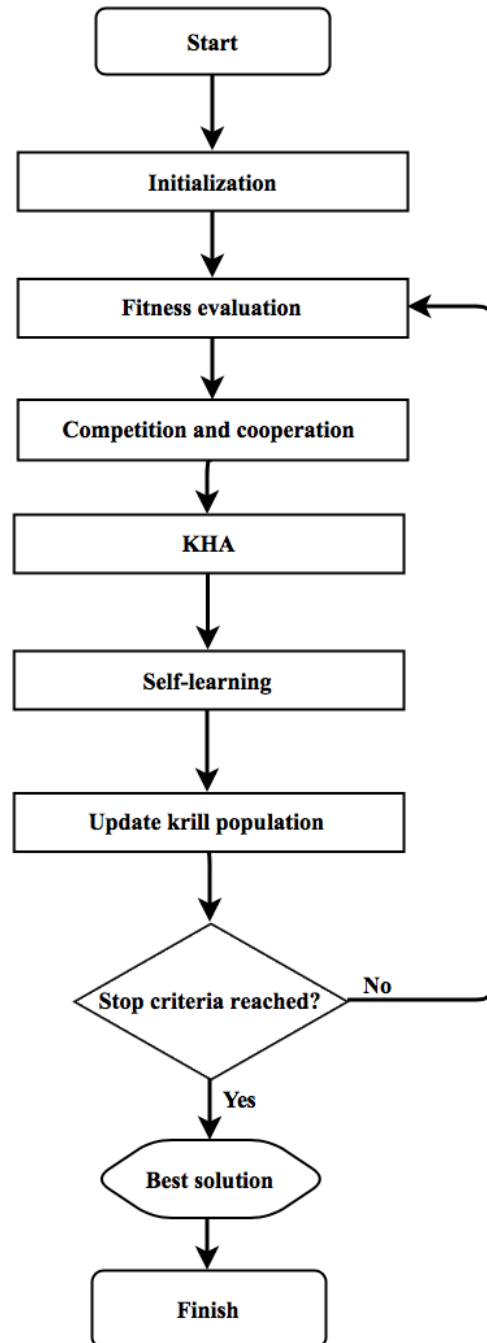 Start
Initialization
Fitness evaluation
Competition and cooperation
KHA
Self-learning
Update krill population
Stop criteria reached?
No
Yes
Best solution
Finish